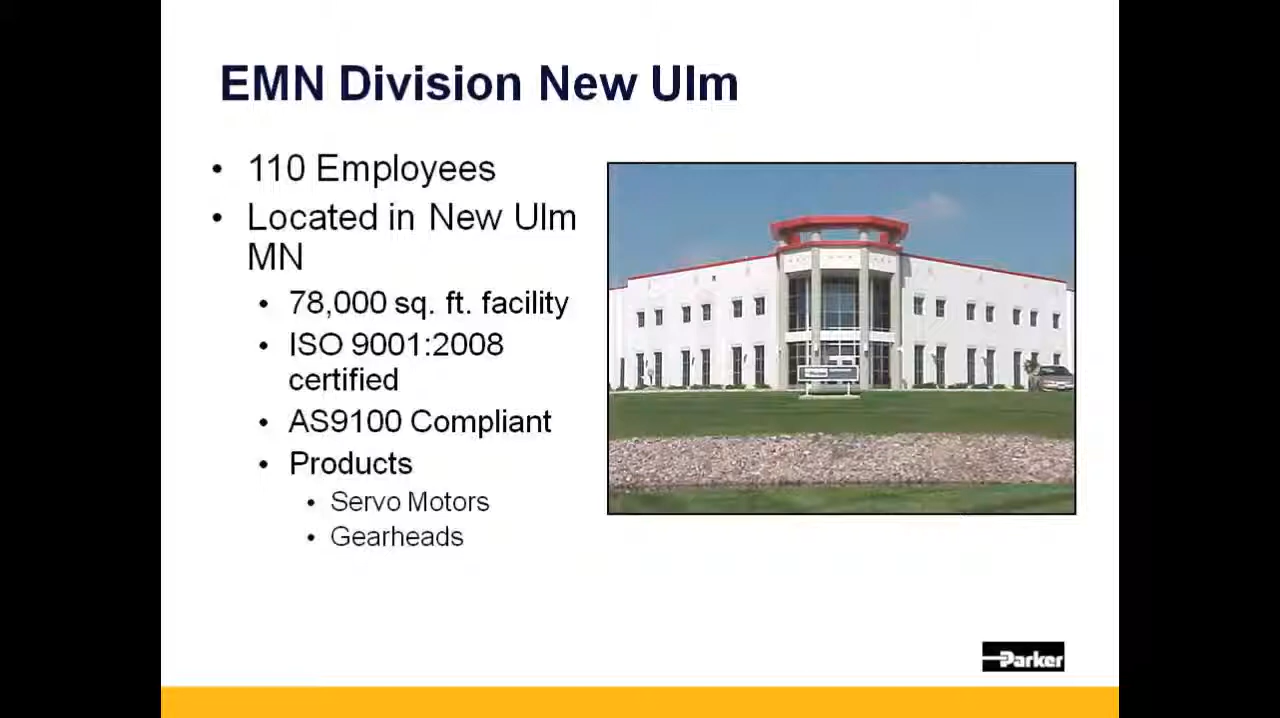 EMN Division New Ulm
• 110 Employees
• Located in New Ulm
MN
• 78,000 sq. ft. facility
• ISO 9001:2008
certified
• AS9100 Compliant
• Products
• Servo Motors
• Gearheads
Parker